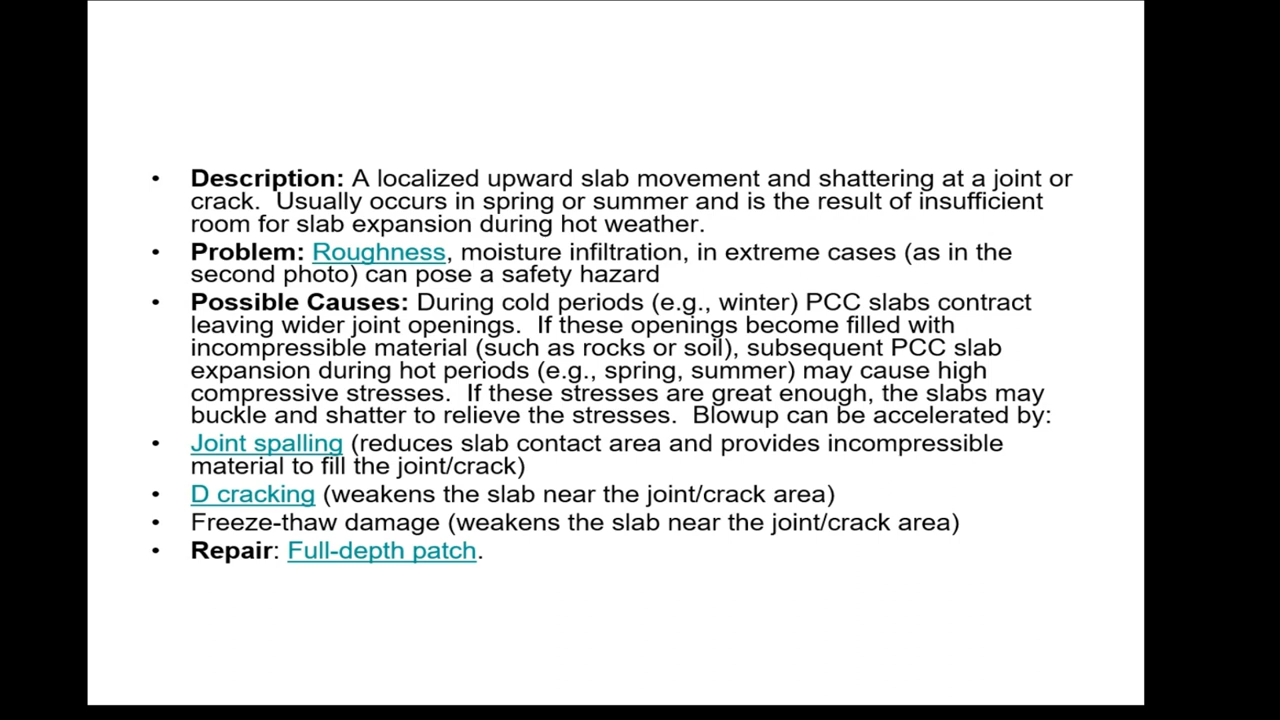 • Description: A localized upward slab movement and shattering at a joint or
crack.  Usually occurs in spring or summer and is the result of insufficient
room for slab expansion during hot weather.
• Problem: Roughness, moisture infiltration, in extreme cases (as in the
second photo) can pose a safety hazard
• Possible Causes: During cold periods (e.g., winter) PCC slabs contract
leaving wider joint openings.  If these openings become filled with
incompressible material (such as rocks or soil), subsequent PCC slab
expansion during hot periods (e.g., spring, summer) may cause high
compressive stresses.  If these stresses are great enough, the slabs may
buckle and shatter to relieve the stresses.  Blowup can be accelerated by:
• Joint spalling (reduces slab contact area and provides incompressible
material to fill the joint/crack)
• D cracking (weakens the slab near the joint/crack area)
• Freeze-thaw damage (weakens the slab near the joint/crack area)
• Repair: Full-depth patch.